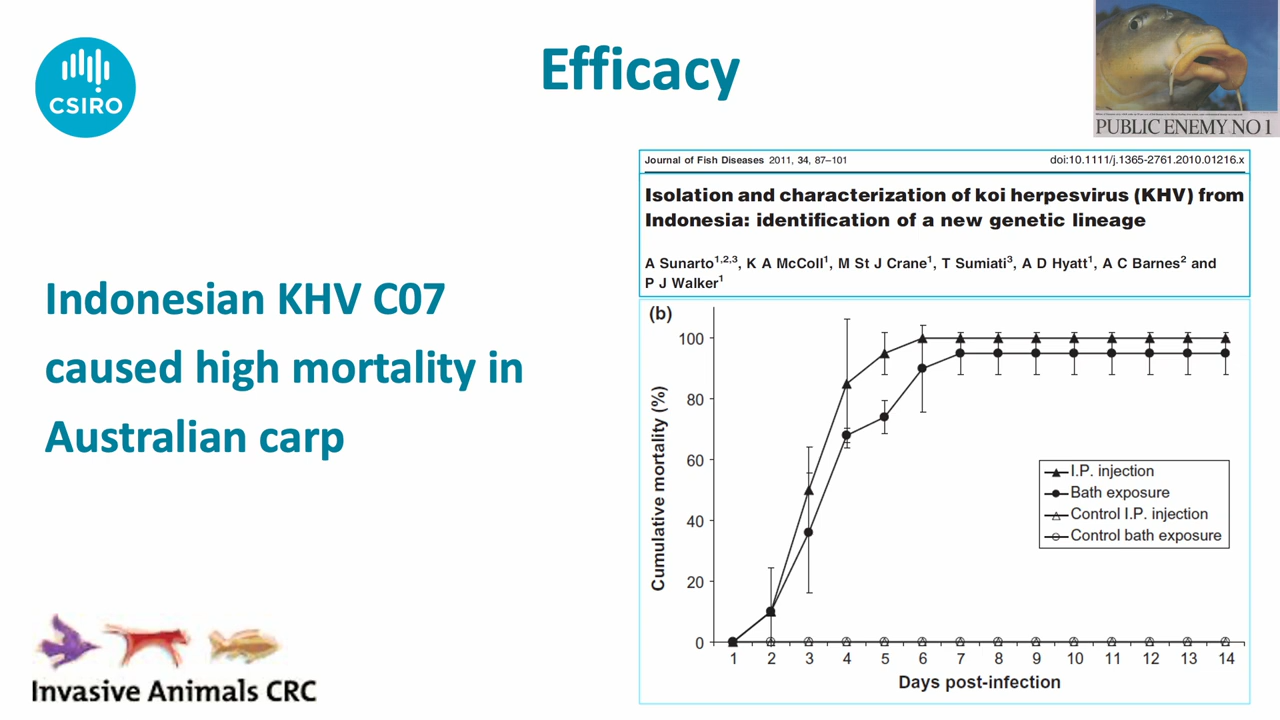 CSIRO
Efficacy
PUBLIC ENEMY NO 1
Indonesian KHV C07
caused high mortality in
Australian carp
Journal of Fish Diseases 2011, 34, 87–101
doi:10.1111/j.1365-2761.2010.01216.x
Isolation and characterization of koi herpesvirus (KHV) from
Indonesia: identification of a new genetic lineage
A Sunarto1,2,3, K A McColl1, M St J Crane1, T Sumiati3, A D Hyatt1, A C Barnes2 and
P J Walker1
(b)
Cumulative mortality (%)
100
80
60
40
20
0
I.P. injection
Bath exposure
Control I.P. injection
Control bath exposure
1 2 3 4 5 6 7 8 9 10 11 12 13 14
Days post-infection
Invasive Animals CRC